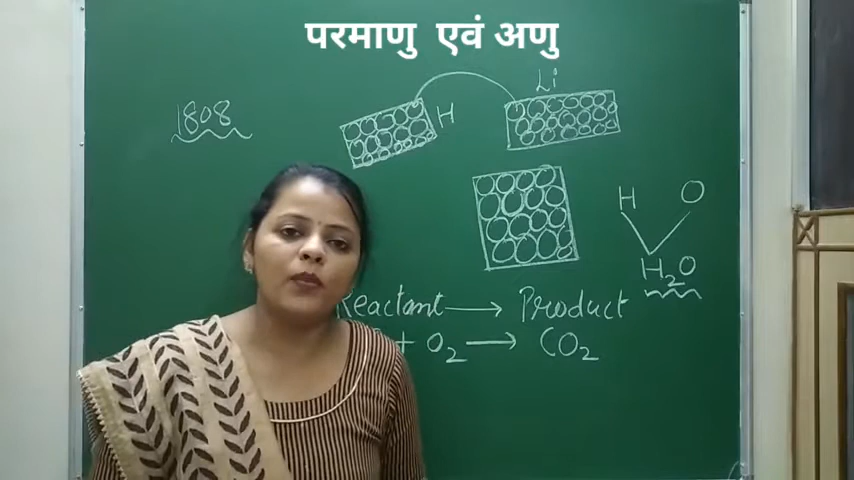 परमाणु एवं अणु
1808
H
Li
H O
H₂O
Reactant → Product
+ O₂ → CO₂